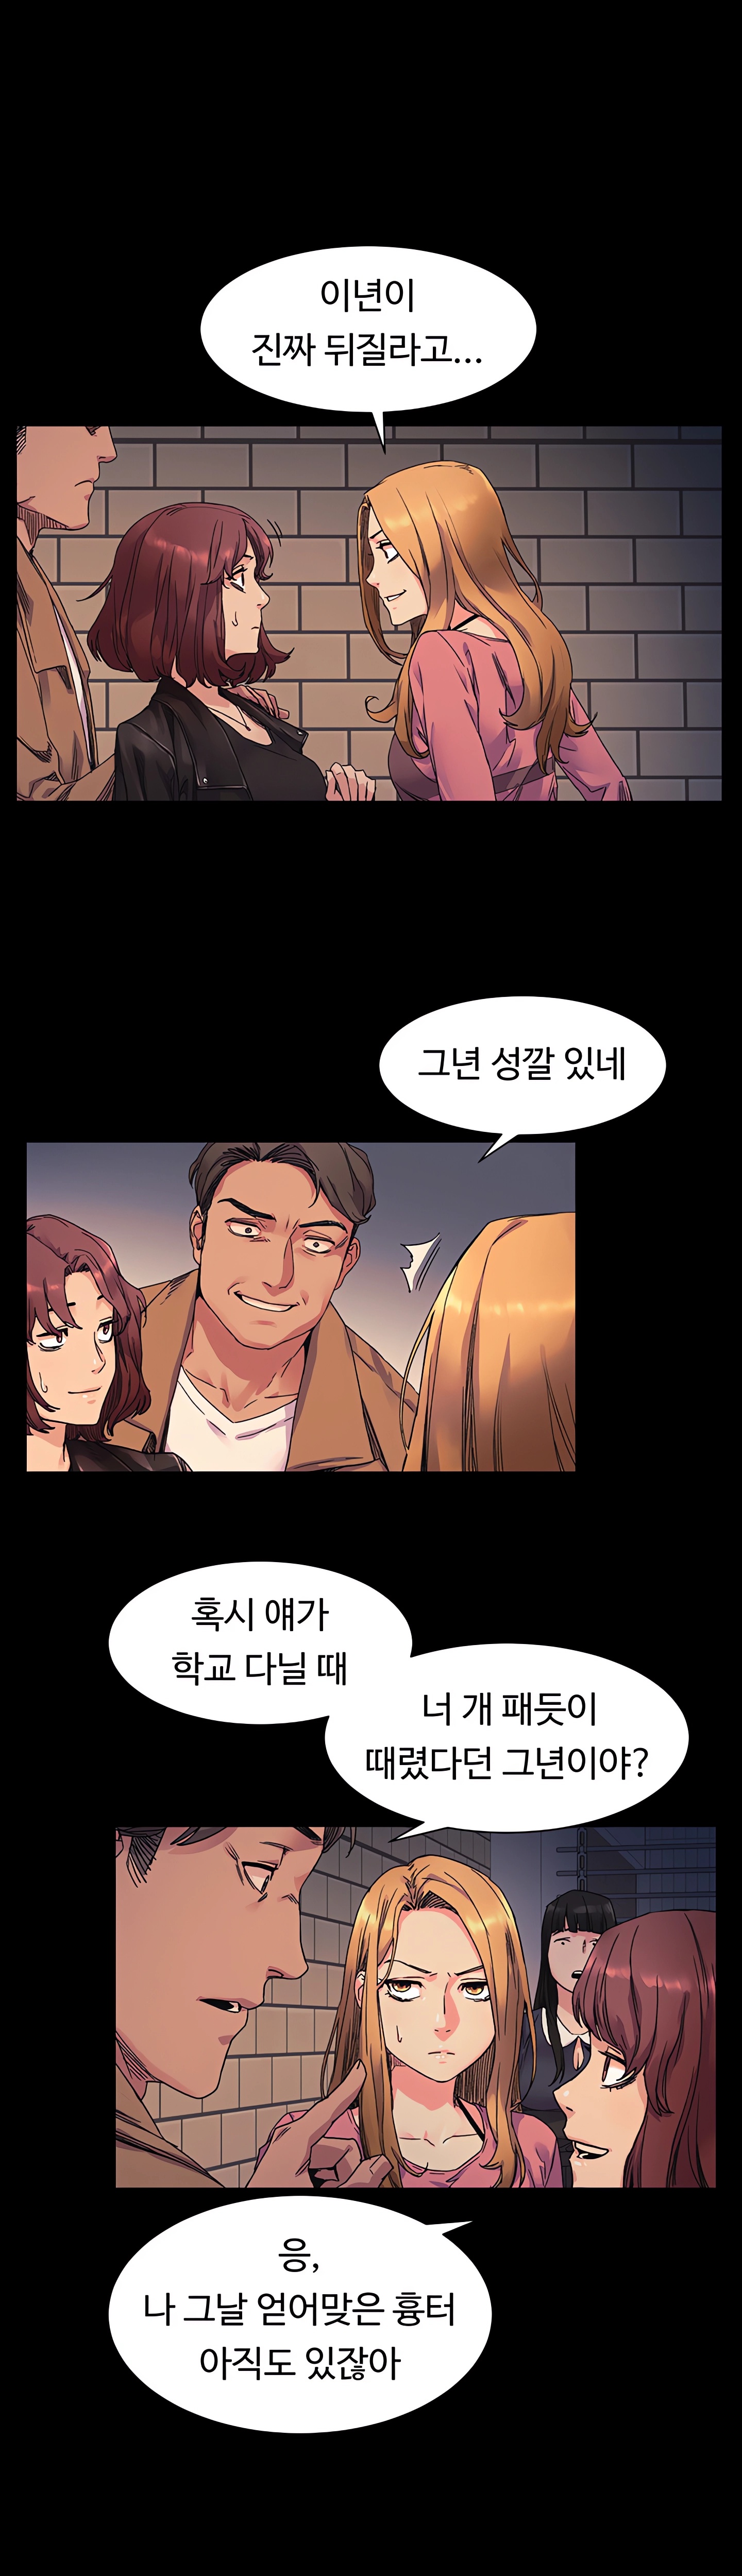 이년이
진짜 뒤질라고...
그년 성깔 있네
혹시 얘가
학교 다닐 때
너 개 패듯이
때렸다던 그년이야?
응,
나 그날 얻어맞은 흉터
아직도 있잖아